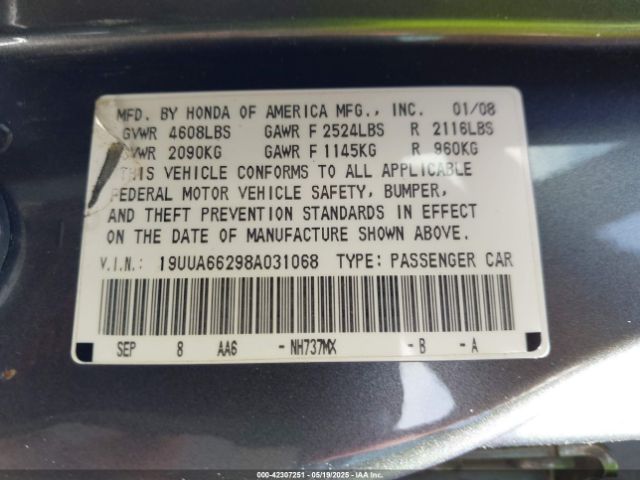 MFD. BY HONDA OF AMERICA MFG., INC. 01/08
GVWR 4608LBS GAWR F 2524LBS R 2116LBS
GVWR 2090KG GAWR F 1145KG R 960KG
THIS VEHICLE CONFORMS TO ALL APPLICABLE
FEDERAL MOTOR VEHICLE SAFETY, BUMPER,
AND THEFT PREVENTION STANDARDS IN EFFECT
ON THE DATE OF MANUFACTURE SHOWN ABOVE.
V.I.N.: 19UUA66298A031068 TYPE: PASSENGER CAR
SEP 8 AA6 - NH737MX - B - A
000-42307251 - 05/19/2025 - IAAI.COM